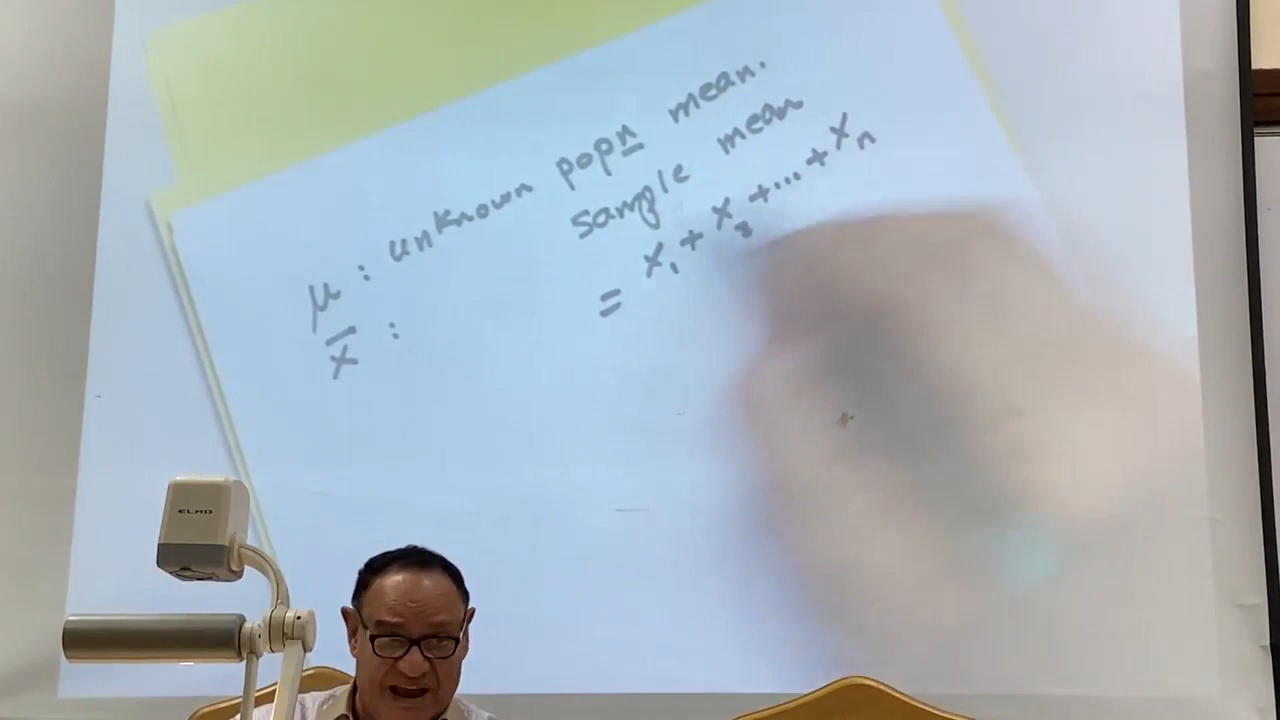 μ : unknown popn mean.
x̄ : sample mean
= x₁ + x₂ + ... + xₙ
ELMO